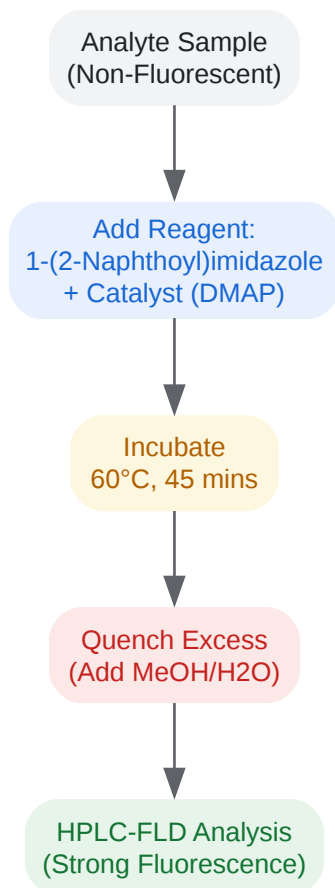 Analyte Sample
(Non-Fluorescent)
Add Reagent:
1-(2-Naphthoyl)imidazole
+ Catalyst (DMAP)
Incubate
60°C, 45 mins
Quench Excess
(Add MeOH/H2O)
HPLC-FLD Analysis
(Strong Fluorescence)